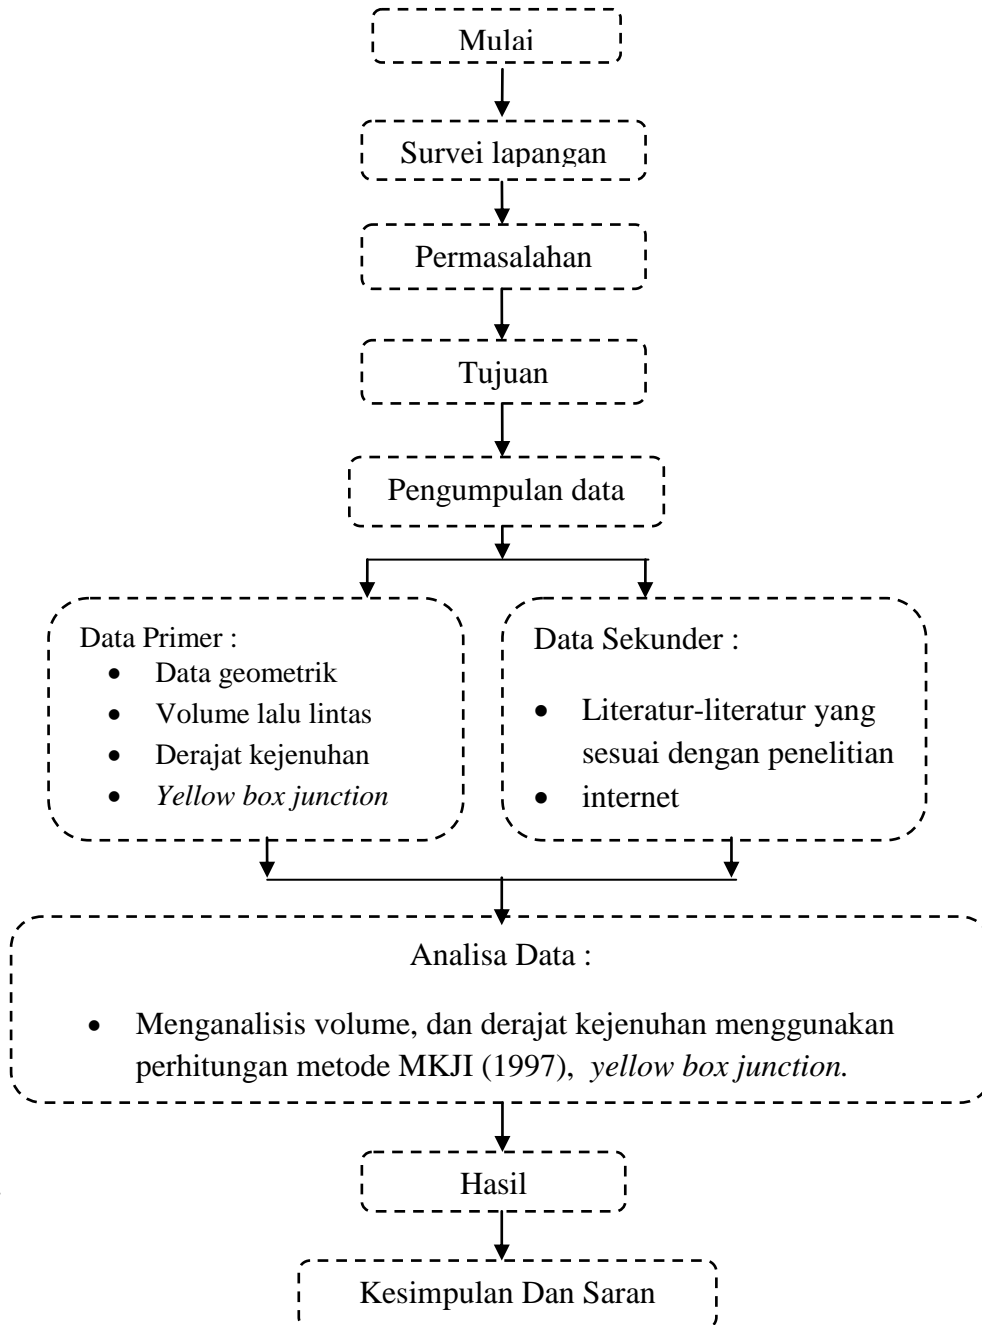 Mulai
Survei lapangan
Permasalahan
Tujuan
Pengumpulan data
Data Primer :
• Data geometrik
• Volume lalu lintas
• Derajat kejenuhan
• Yellow box junction
Data Sekunder :
• Literatur-literatur yang
sesuai dengan penelitian
• internet
Analisa Data :
• Menganalisis volume, dan derajat kejenuhan menggunakan
perhitungan metode MKJI (1997), yellow box junction.
Hasil
Kesimpulan Dan Saran